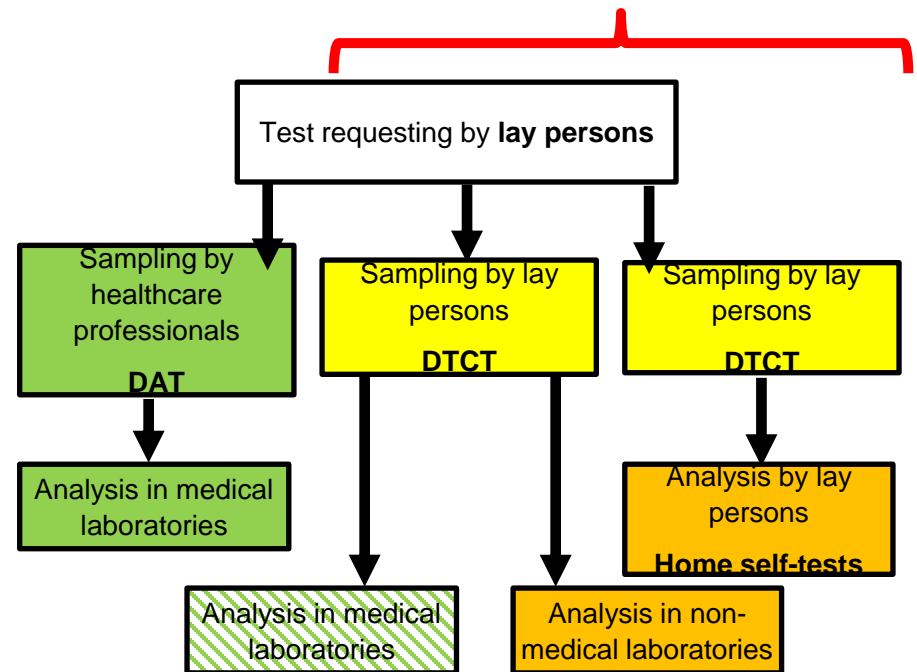 Test requesting by lay persons
Sampling by
healthcare
professionals
DAT
Sampling by lay
persons
DTCT
Sampling by lay
persons
DTCT
Analysis in medical
laboratories
Analysis by lay
persons
Home self-tests
Analysis in medical
laboratories
Analysis in non-
medical laboratories